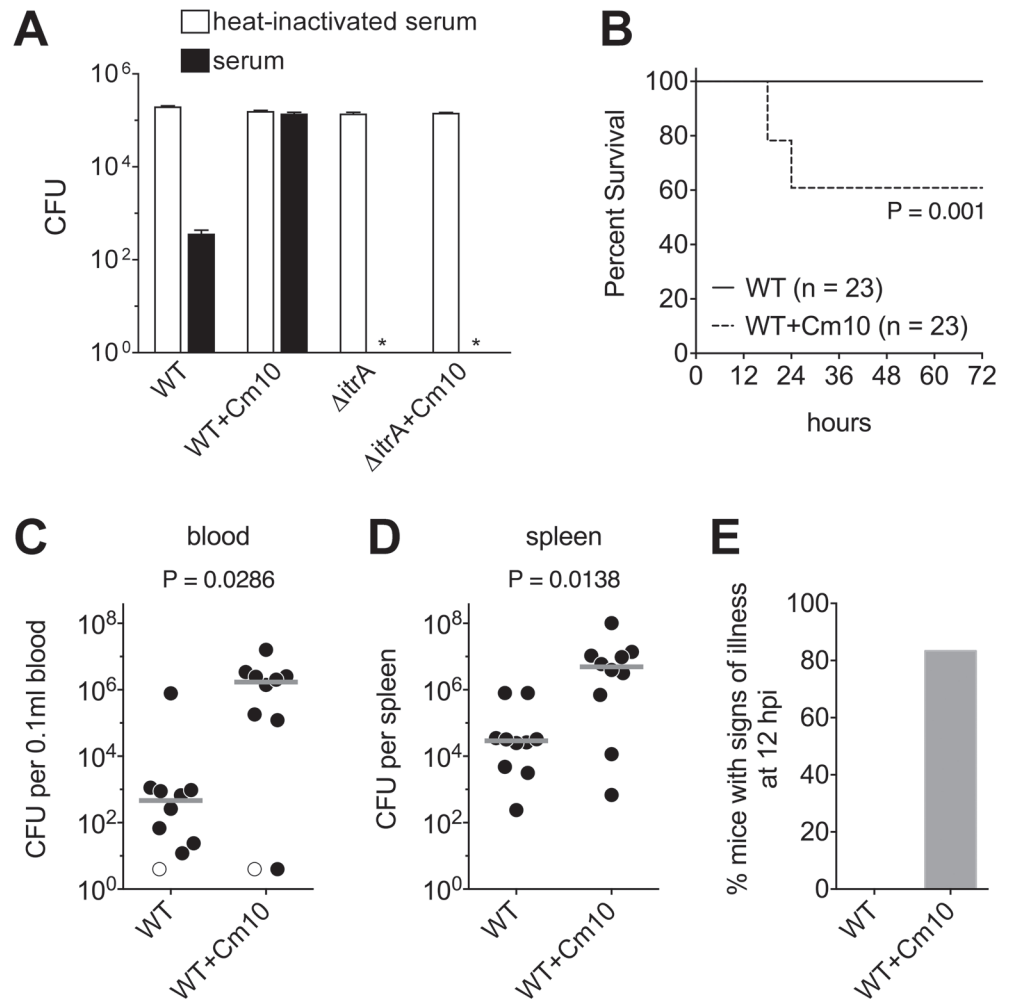 A
heat-inactivated serum
serum
CFU
10⁶
10⁴
10²
10⁰
*
*
WT
WT+Cm10
ΔitrA
ΔitrA+Cm10
B
Percent Survival
100
80
60
40
20
0
P = 0.001
WT (n = 23)
WT+Cm10 (n = 23)
0 12 24 36 48 60 72
hours
C
blood
P = 0.0286
CFU per 0.1ml blood
10⁸
10⁶
10⁴
10²
10⁰
WT
WT+Cm10
D
spleen
P = 0.0138
CFU per spleen
10⁸
10⁶
10⁴
10²
10⁰
WT
WT+Cm10
E
% mice with signs of illness
at 12 hpi
100
80
60
40
20
0
WT
WT+Cm10